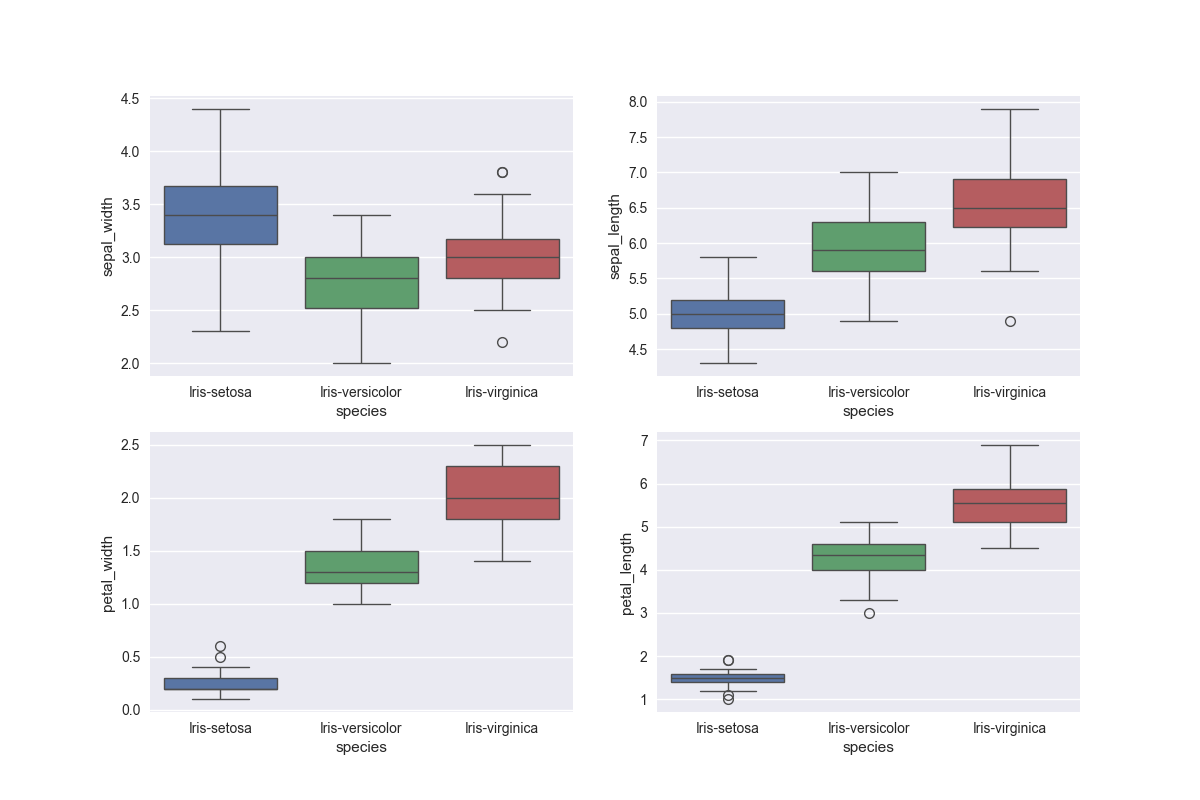 4.5
4.0
3.5
3.0
2.5
2.0
sepal_width
Iris-setosa Iris-versicolor Iris-virginica
species
8.0
7.5
7.0
6.5
6.0
5.5
5.0
4.5
sepal_length
Iris-setosa Iris-versicolor Iris-virginica
species
2.5
2.0
1.5
1.0
0.5
0.0
petal_width
Iris-setosa Iris-versicolor Iris-virginica
species
7
6
5
4
3
2
1
petal_length
Iris-setosa Iris-versicolor Iris-virginica
species